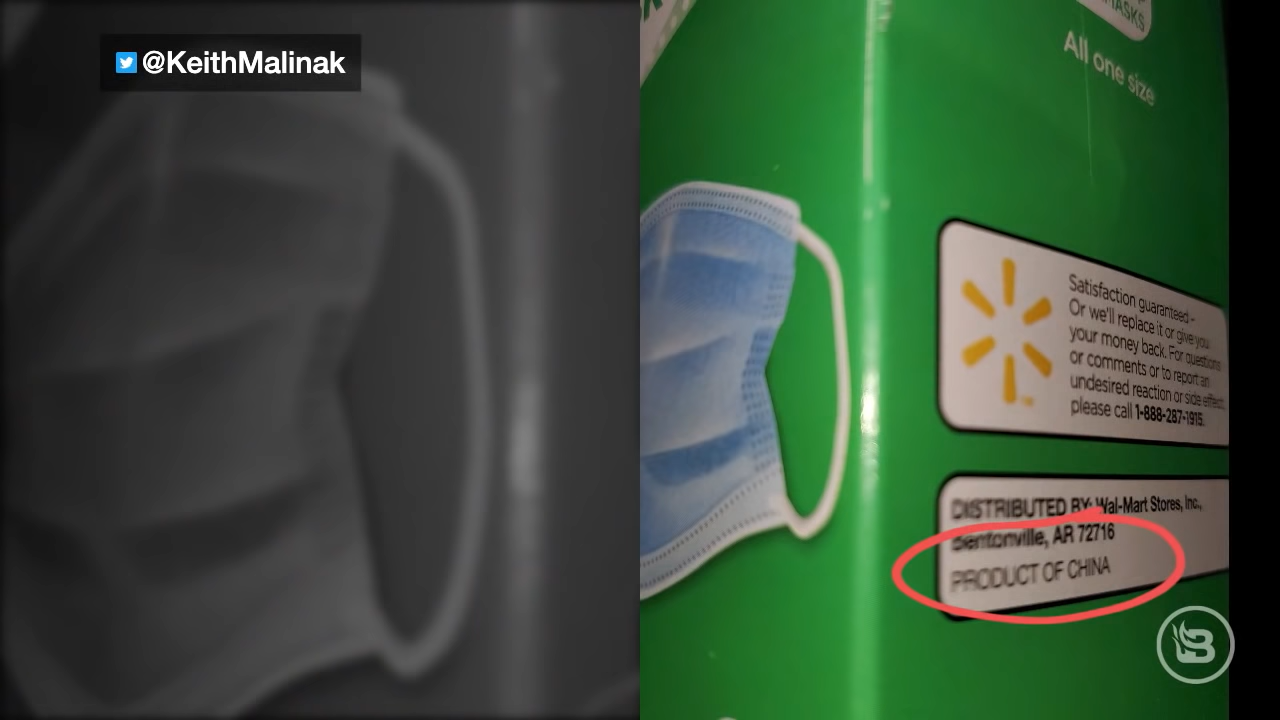 @KeithMalinak
MASKS
All one size
Satisfaction guaranteed –
Or we'll replace it or give you
your money back. For questions
or comments or to report an
undesired reaction or side effect,
please call 1-888-287-1915.
DISTRIBUTED BY: Wal-Mart Stores, Inc.,
Bentonville, AR 72716
PRODUCT OF CHINA